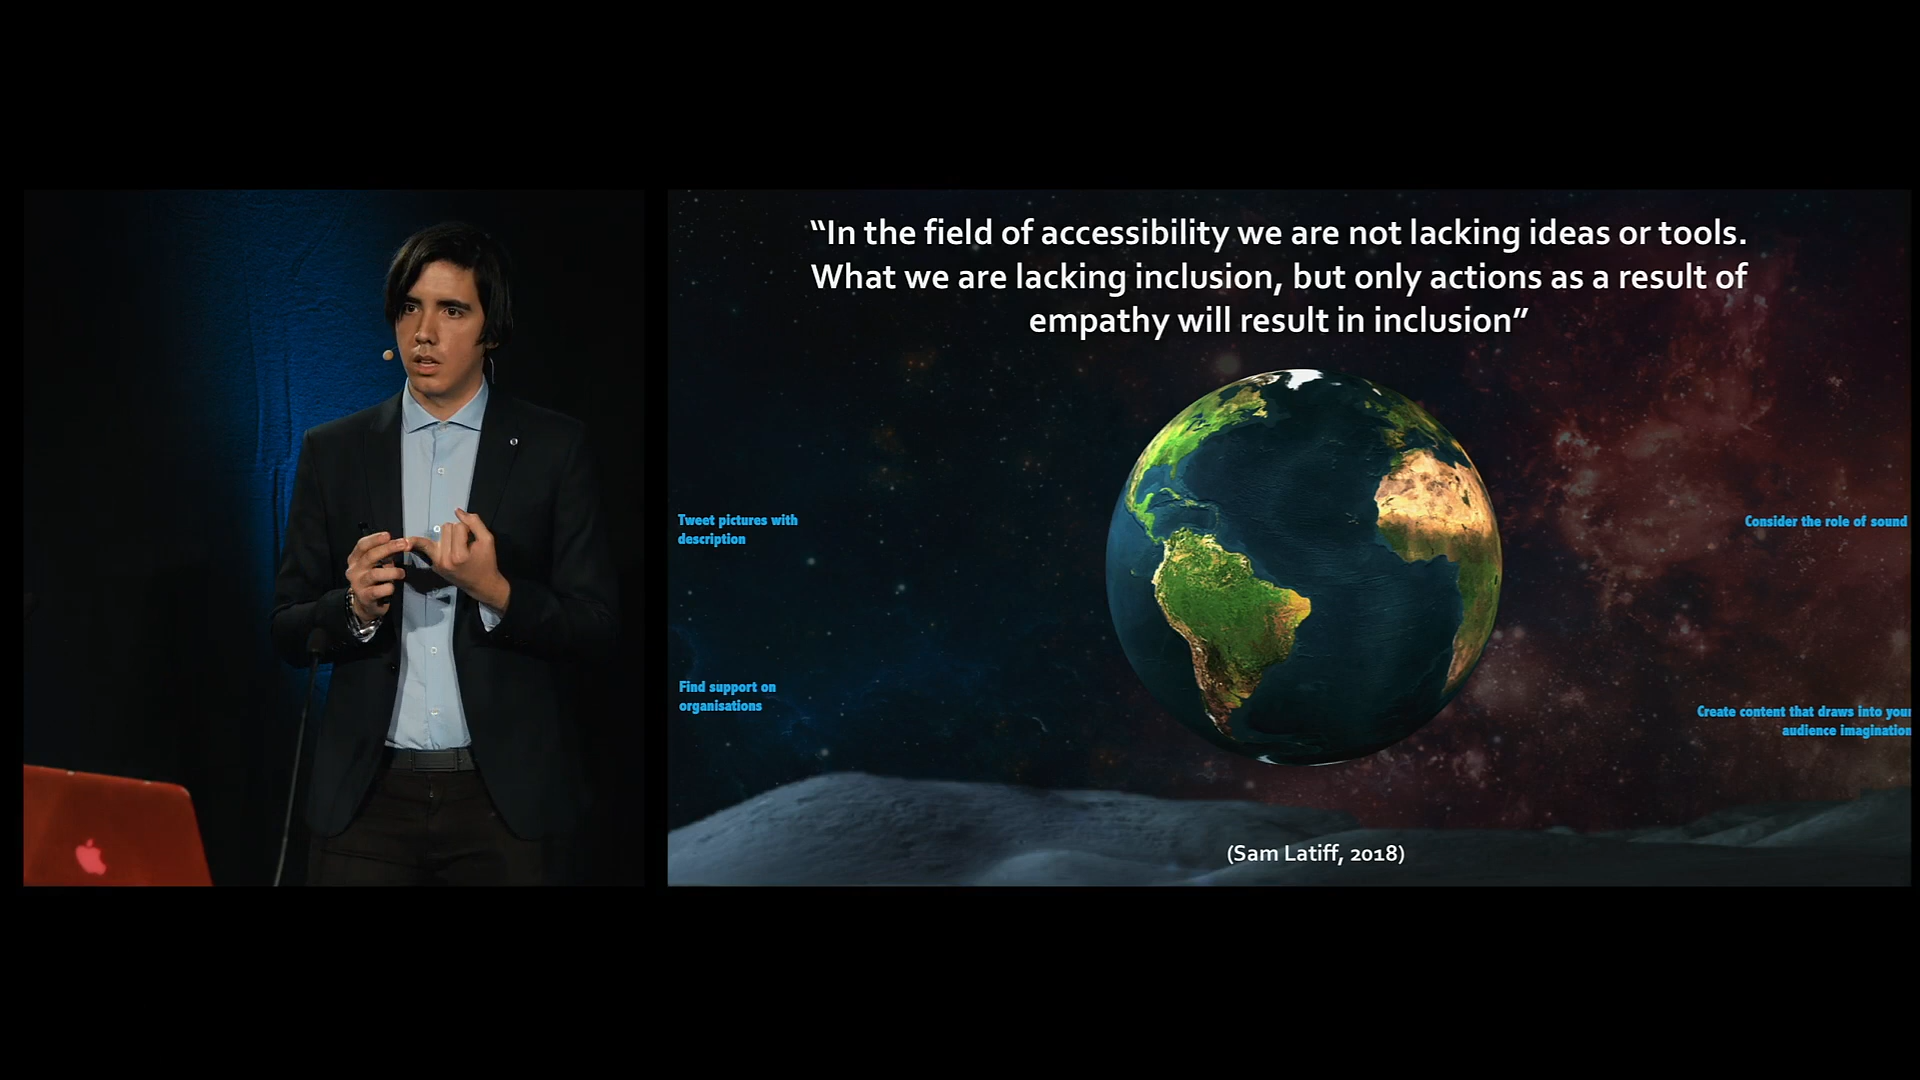 “In the field of accessibility we are not lacking ideas or tools.
What we are lacking inclusion, but only actions as a result of
empathy will result in inclusion”
Tweet pictures with
description
Consider the role of sound
Find support on
organisations
Create content that draws into your
audience imagination
(Sam Latiff, 2018)